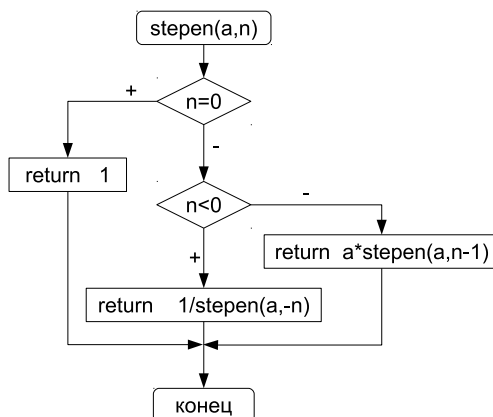 stepen(a,n)
+
n=0
-
return 1
n<0
-
+
return a*stepen(a,n-1)
return 1/stepen(a,-n)
конец